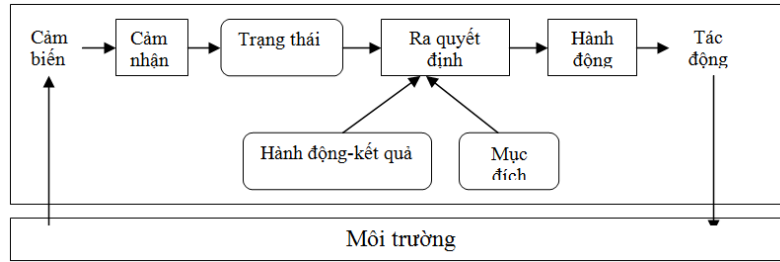 Cảm
biến
Cảm
nhận
Trạng thái
Ra quyết
định
Hành
động
Tác
động
Hành động-kết quả
Mục
đích
Môi trường